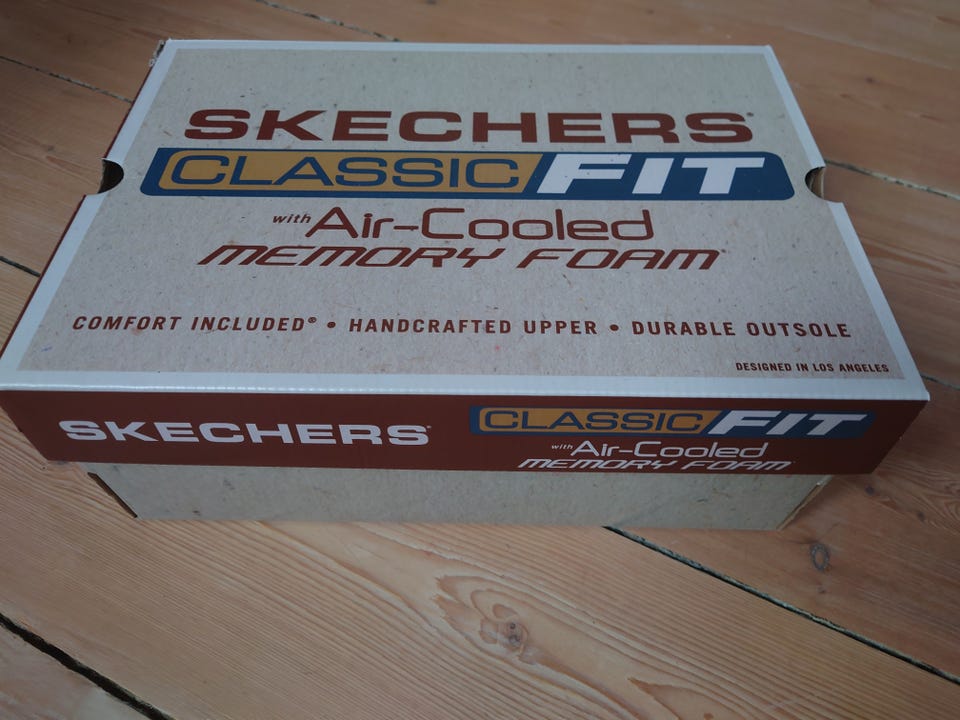 SKECHERS
CLASSIC FIT
with Air-Cooled
MEMORY FOAM
COMFORT INCLUDED® • HANDCRAFTED UPPER • DURABLE OUTSOLE
DESIGNED IN LOS ANGELES
SKECHERS
CLASSIC FIT
with Air-Cooled
MEMORY FOAM